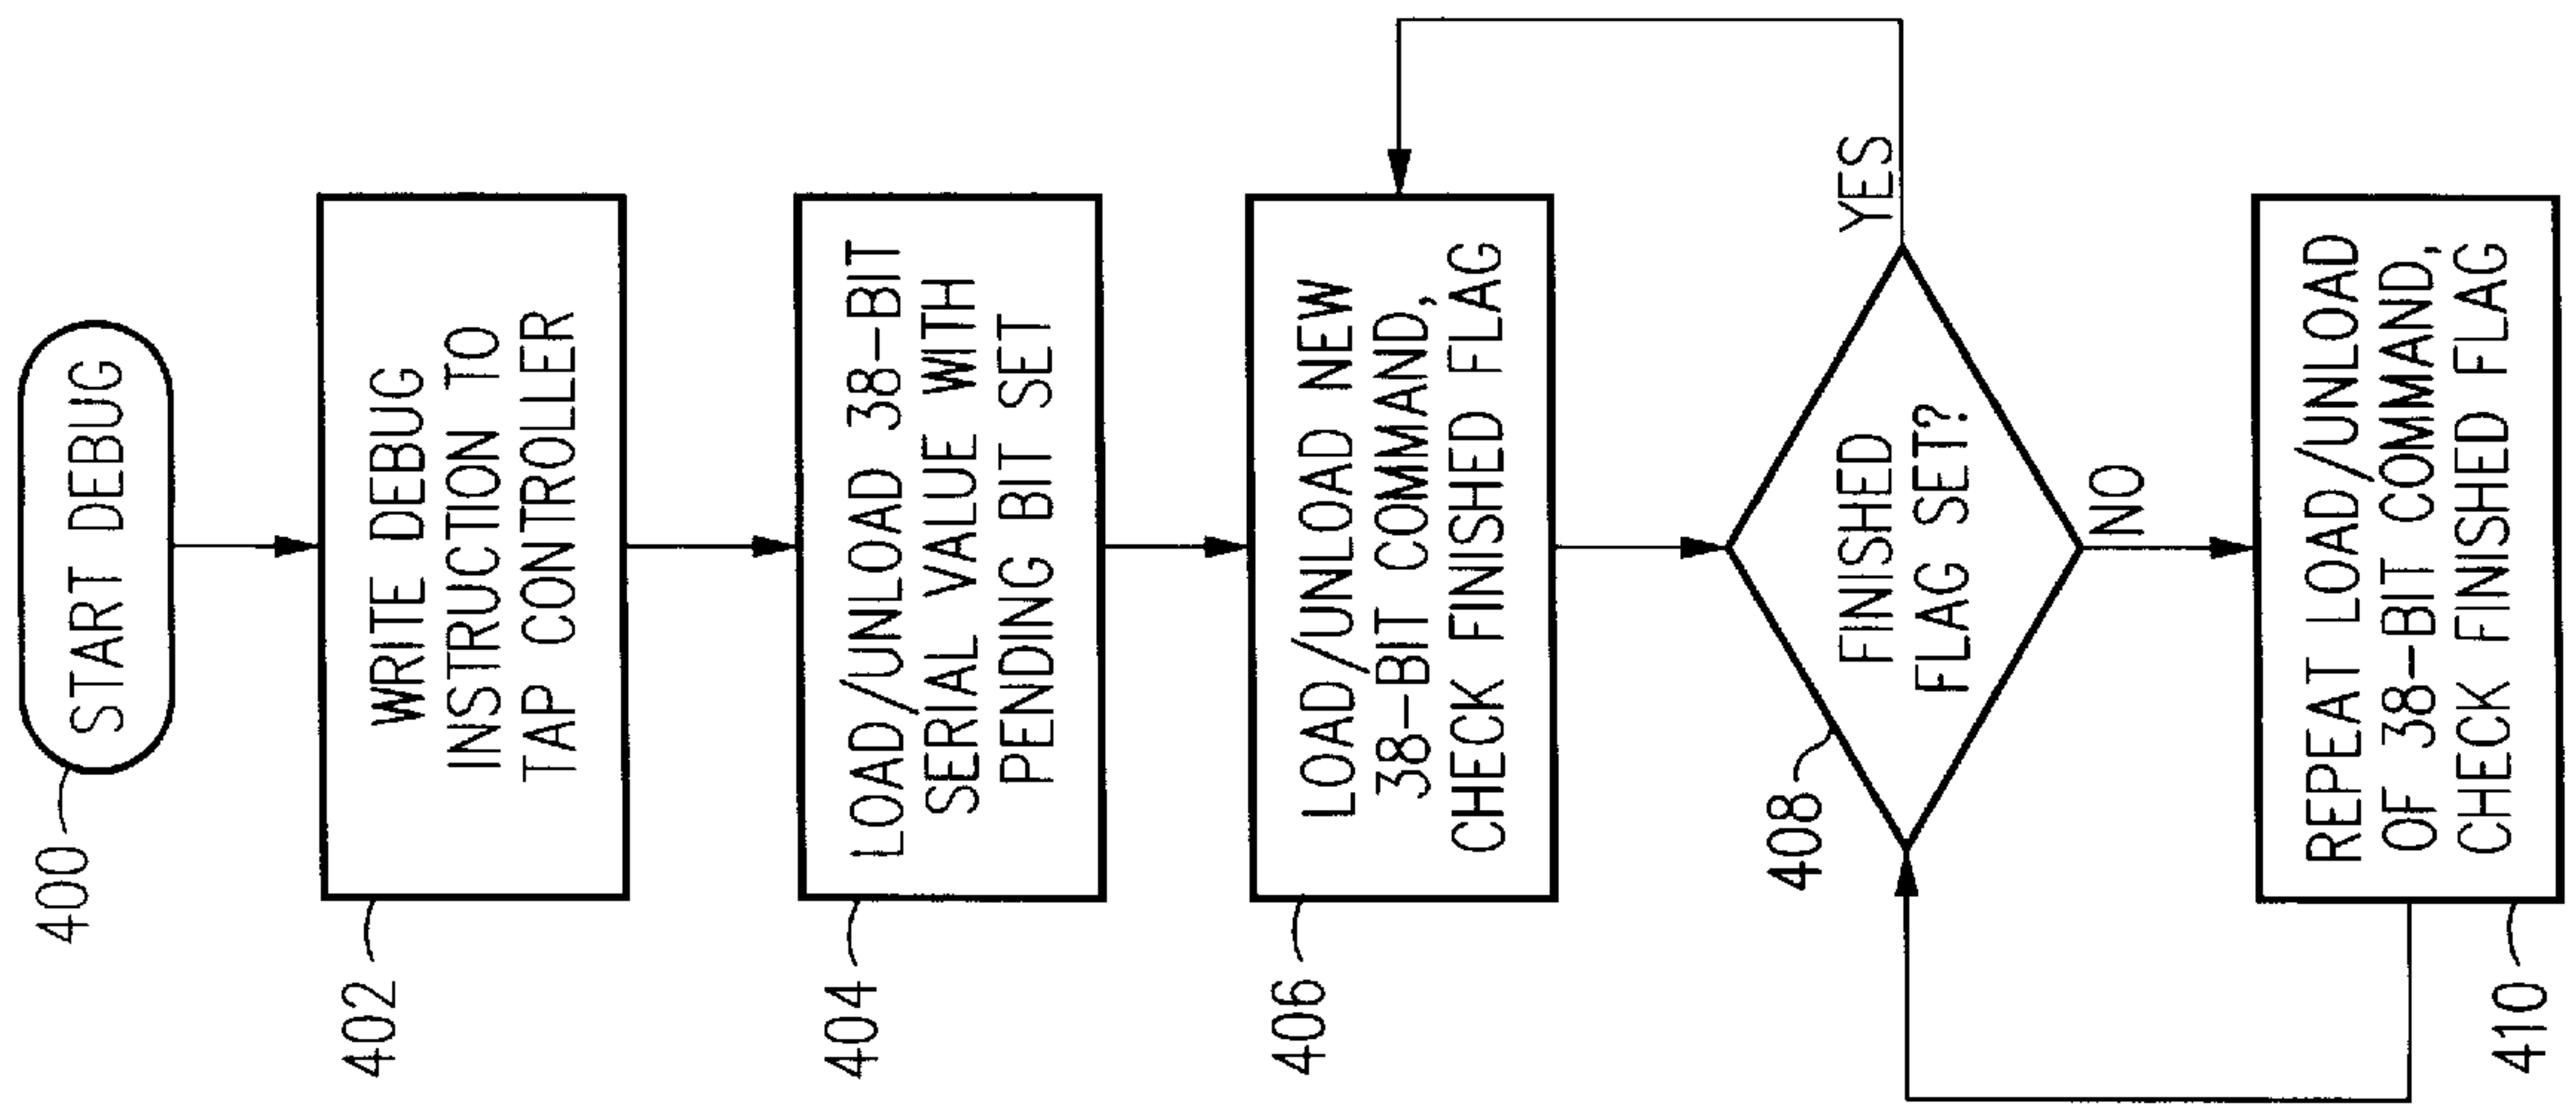 400
START DEBUG
402
WRITE DEBUG
INSTRUCTION TO
TAP CONTROLLER
404
LOAD/UNLOAD 38-BIT
SERIAL VALUE WITH
PENDING BIT SET
406
LOAD/UNLOAD NEW
38-BIT COMMAND,
CHECK FINISHED FLAG
408
FINISHED
FLAG SET?
YES
NO
410
REPEAT LOAD/UNLOAD
OF 38-BIT COMMAND,
CHECK FINISHED FLAG